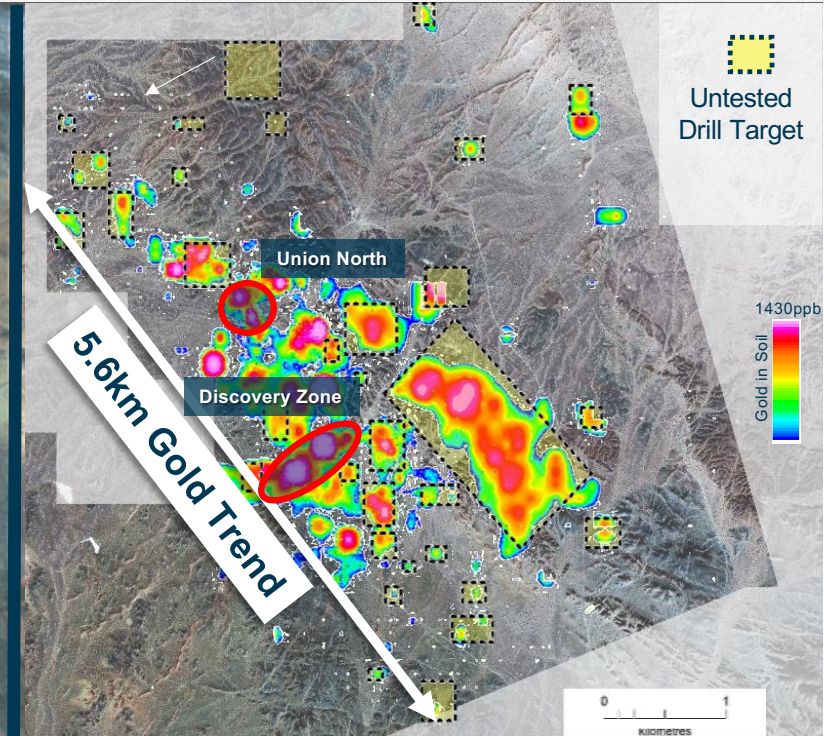 Untested
Drill Target
Union North
1430ppb
Gold in Soil
Discovery Zone
5.6km Gold Trend
0 1
Kilometres